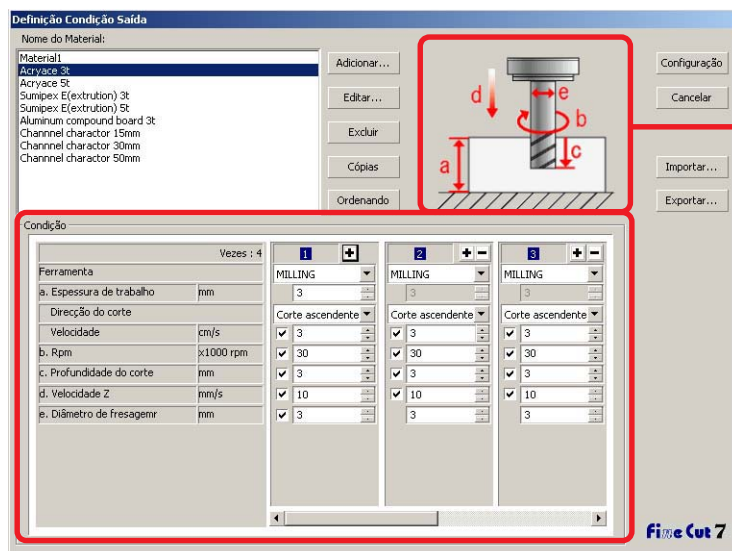 Definição Condição Saída
Nome do Material:
Material1
Acryace 3t
Acryace 5t
Sumipex E(extrution) 3t
Sumipex E(extrution) 5t
Aluminum compound board 3t
Channnel charactor 15mm
Channnel charactor 30mm
Channnel charactor 50mm
Adicionar...
Editar...
Excluir
Cópias
Ordenando
d e b a c
Configuração
Cancelar
Importar...
Exportar...
Condição
Vezes : 4 1 + 2 + - 3 + -
Ferramenta MILLING MILLING MILLING
a. Espessura de trabalho mm 3 3 3
Direcção do corte Corte ascendente Corte ascendente Corte ascendente
Velocidade cm/s 3 3 3
b. Rpm x1000 rpm 30 30 30
c. Profundidade do corte mm 3 3 3
d. Velocidade Z mm/s 10 10 10
e. Diâmetro de fresagemr mm 3 3 3
Fine Cut 7